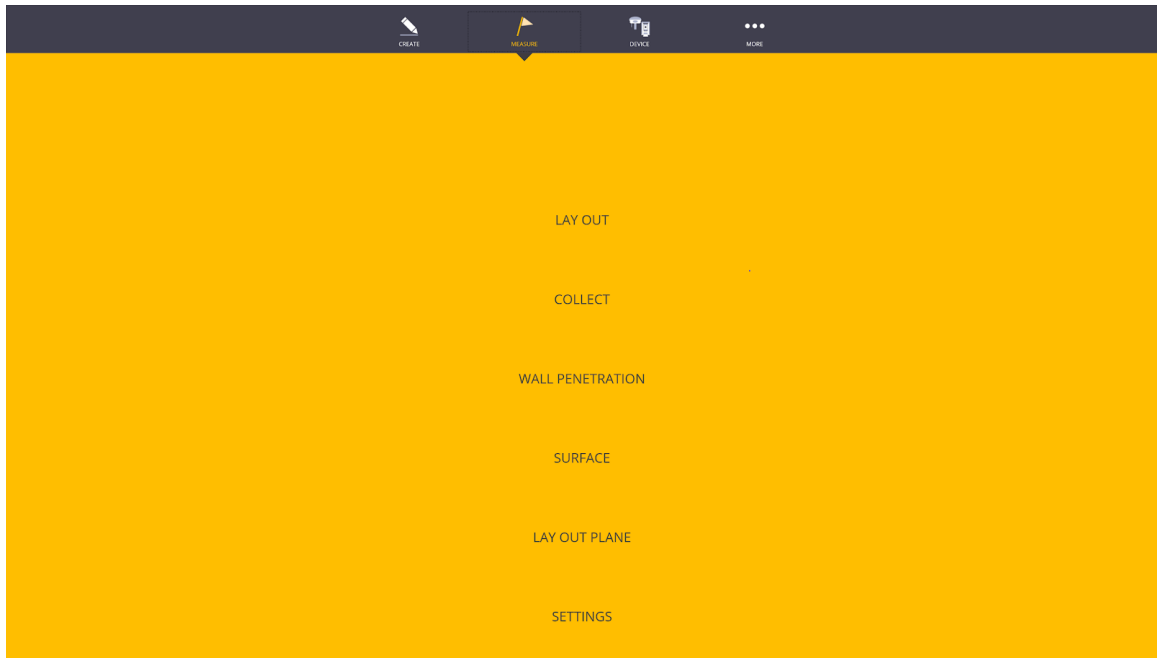 CREATE
MEASURE
DEVICE
MORE
LAY OUT
COLLECT
WALL PENETRATION
SURFACE
LAY OUT PLANE
SETTINGS